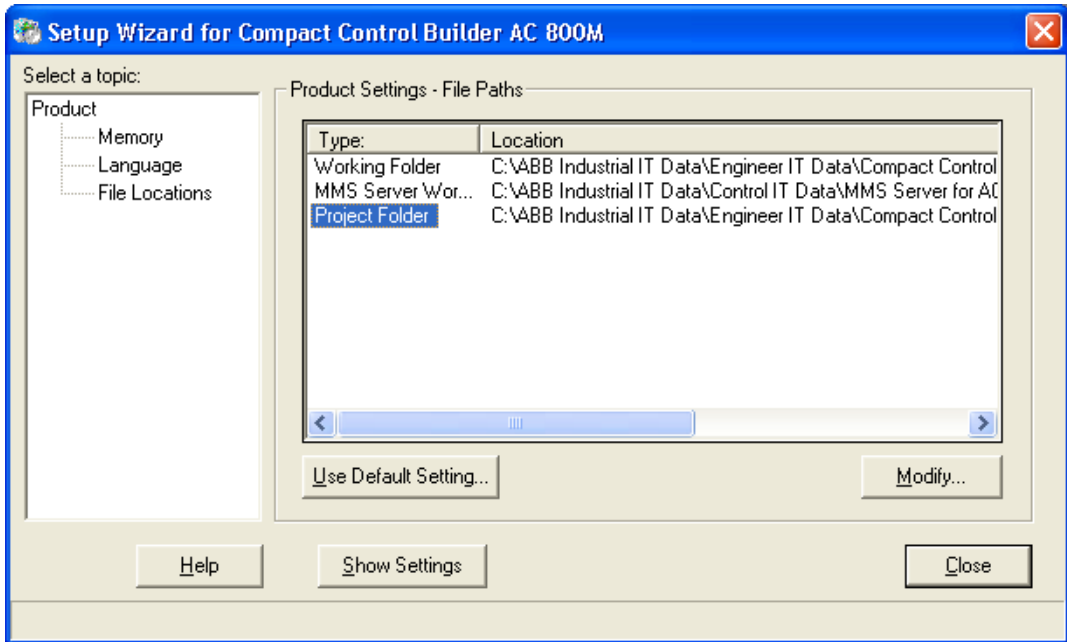 Setup Wizard for Compact Control Builder AC 800M
Select a topic:
Product
Memory
Language
File Locations
Product Settings - File Paths
Type: Location
Working Folder C:\ABB Industrial IT Data\Engineer IT Data\Compact Control
MMS Server Wor... C:\ABB Industrial IT Data\Control IT Data\MMS Server for AC
Project Folder C:\ABB Industrial IT Data\Engineer IT Data\Compact Control
Use Default Setting...
Modify...
Help
Show Settings
Close